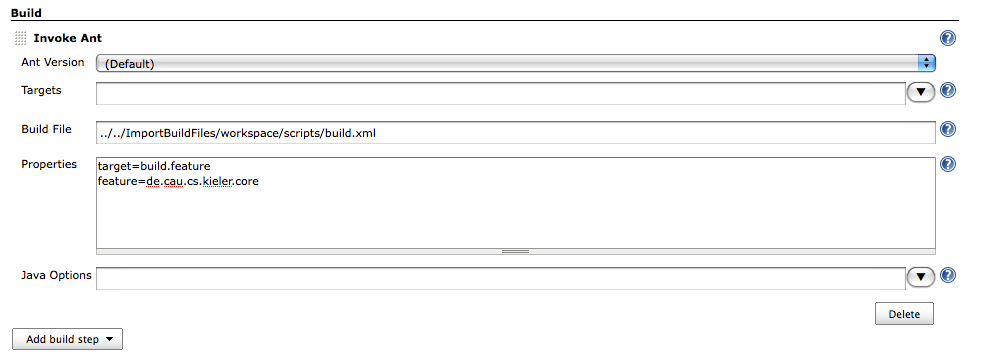 Build
Invoke Ant
Ant Version (Default)
Targets
Build File ../../ImportBuildFiles/workspace/scripts/build.xml
Properties target=build.feature
feature=de.cau.cs.kieler.core
Java Options
Delete
Add build step